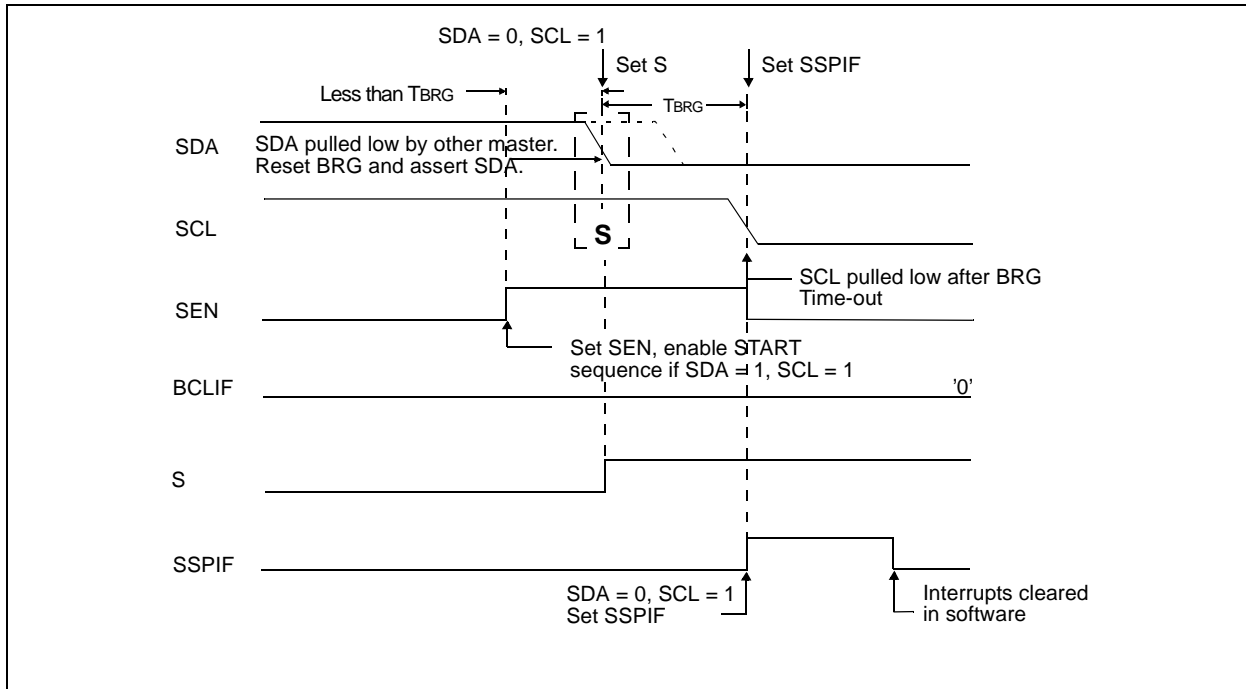 SDA = 0, SCL = 1
Set S
Set SSPIF
Less than TBRG
TBRG
SDA
SDA pulled low by other master.
Reset BRG and assert SDA.
SCL
S
SCL pulled low after BRG
Time-out
SEN
Set SEN, enable START
sequence if SDA = 1, SCL = 1
BCLIF
'0'
S
SSPIF
SDA = 0, SCL = 1
Set SSPIF
Interrupts cleared
in software